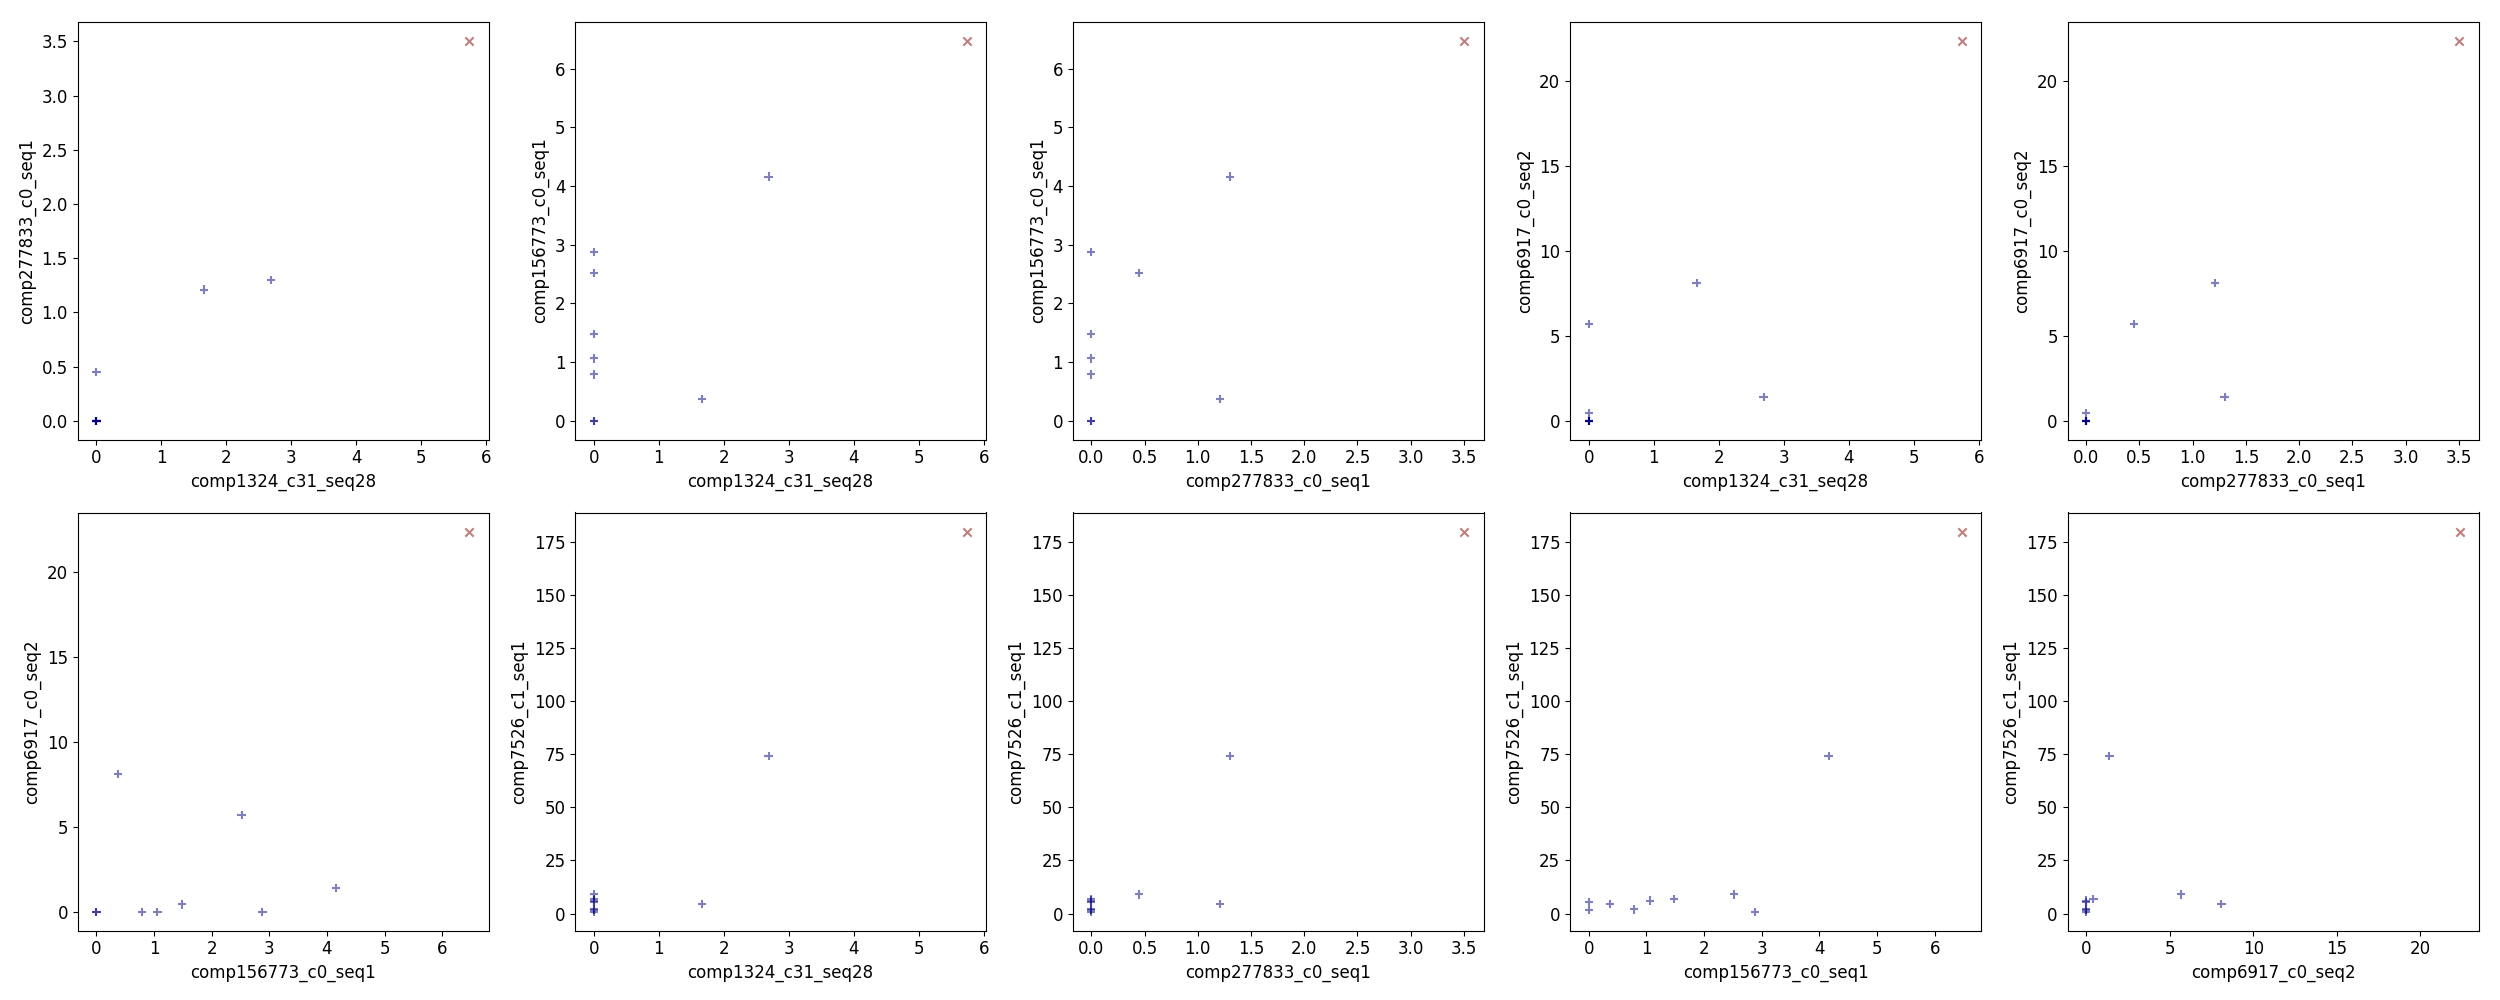 comp277833_c0_seq1
0.0 0.5 1.0 1.5 2.0 2.5 3.0 3.5
0 1 2 3 4 5 6
comp1324_c31_seq28
comp156773_c0_seq1
0 1 2 3 4 5 6
0 1 2 3 4 5 6
comp1324_c31_seq28
comp156773_c0_seq1
0 1 2 3 4 5 6
0.0 0.5 1.0 1.5 2.0 2.5 3.0 3.5
comp277833_c0_seq1
comp6917_c0_seq2
0 5 10 15 20
0 1 2 3 4 5 6
comp1324_c31_seq28
comp6917_c0_seq2
0 5 10 15 20
0.0 0.5 1.0 1.5 2.0 2.5 3.0 3.5
comp277833_c0_seq1
comp6917_c0_seq2
0 5 10 15 20
0 1 2 3 4 5 6
comp156773_c0_seq1
comp7526_c1_seq1
0 25 50 75 100 125 150 175
0 1 2 3 4 5 6
comp1324_c31_seq28
comp7526_c1_seq1
0 25 50 75 100 125 150 175
0.0 0.5 1.0 1.5 2.0 2.5 3.0 3.5
comp277833_c0_seq1
comp7526_c1_seq1
0 25 50 75 100 125 150 175
0 1 2 3 4 5 6
comp156773_c0_seq1
comp7526_c1_seq1
0 25 50 75 100 125 150 175
0 5 10 15 20
comp6917_c0_seq2